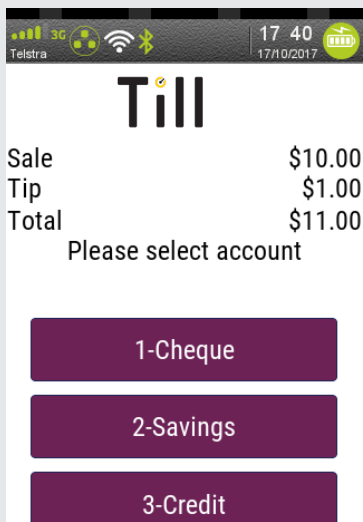 3G 17 40
Telstra 17/10/2017
Till
Sale $10.00
Tip $1.00
Total $11.00
Please select account
1-Cheque
2-Savings
3-Credit